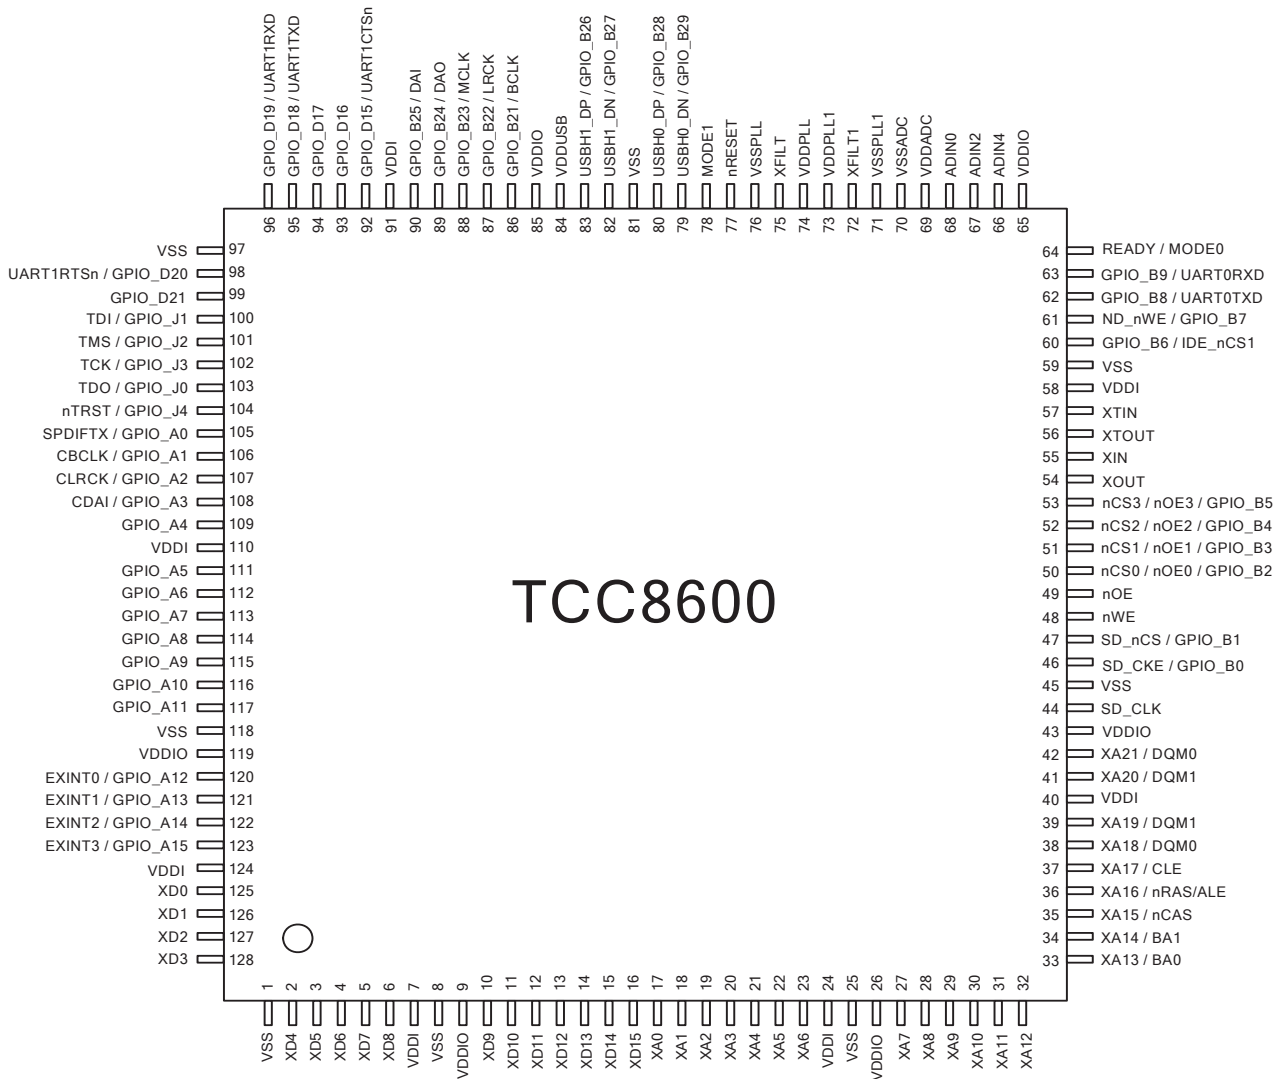 GPIO_D19 / UART1RXD
GPIO_D18 / UART1TXD
GPIO_D17
GPIO_D16
GPIO_D15 / UART1CTSn
VDDI
GPIO_B25 / DAI
GPIO_B24 / DAO
GPIO_B23 / MCLK
GPIO_B22 / LRCK
GPIO_B21 / BCLK
VDDIO
VDDUSB
USBH1_DP / GPIO_B26
USBH1_DN / GPIO_B27
VSS
USBH0_DP / GPIO_B28
USBH0_DN / GPIO_B29
MODE1
nRESET
VSSPLL
XFILT
VDDPLL
VDDPLL1
XFILT1
VSSPLL1
VSSADC
VDDADC
ADIN0
ADIN2
ADIN4
VDDIO
96 95 94 93 92 91 90 89 88 87 86 85 84 83 82 81 80 79 78 77 76 75 74 73 72 71 70 69 68 67 66 65
VSS 97
UART1RTSn / GPIO_D20 98
GPIO_D21 99
TDI / GPIO_J1 100
TMS / GPIO_J2 101
TCK / GPIO_J3 102
TDO / GPIO_J0 103
nTRST / GPIO_J4 104
SPDIFTX / GPIO_A0 105
CBCLK / GPIO_A1 106
CLRCK / GPIO_A2 107
CDAI / GPIO_A3 108
GPIO_A4 109
VDDI 110
GPIO_A5 111
GPIO_A6 112
GPIO_A7 113
GPIO_A8 114
GPIO_A9 115
GPIO_A10 116
GPIO_A11 117
VSS 118
VDDIO 119
EXINT0 / GPIO_A12 120
EXINT1 / GPIO_A13 121
EXINT2 / GPIO_A14 122
EXINT3 / GPIO_A15 123
VDDI 124
XD0 125
XD1 126
XD2 127
XD3 128
TCC8600
64 READY / MODE0
63 GPIO_B9 / UART0RXD
62 GPIO_B8 / UART0TXD
61 ND_nWE / GPIO_B7
60 GPIO_B6 / IDE_nCS1
59 VSS
58 VDDI
57 XTIN
56 XTOUT
55 XIN
54 XOUT
53 nCS3 / nOE3 / GPIO_B5
52 nCS2 / nOE2 / GPIO_B4
51 nCS1 / nOE1 / GPIO_B3
50 nCS0 / nOE0 / GPIO_B2
49 nOE
48 nWE
47 SD_nCS / GPIO_B1
46 SD_CKE / GPIO_B0
45 VSS
44 SD_CLK
43 VDDIO
42 XA21 / DQM0
41 XA20 / DQM1
40 VDDI
39 XA19 / DQM1
38 XA18 / DQM0
37 XA17 / CLE
36 XA16 / nRAS/ALE
35 XA15 / nCAS
34 XA14 / BA1
33 XA13 / BA0
1 2 3 4 5 6 7 8 9 10 11 12 13 14 15 16 17 18 19 20 21 22 23 24 25 26 27 28 29 30 31 32
VSS
XD4
XD5
XD6
XD7
XD8
VDDI
VSS
VDDIO
XD9
XD10
XD11
XD12
XD13
XD14
XD15
XA0
XA1
XA2
XA3
XA4
XA5
XA6
VDDI
VSS
VDDIO
XA7
XA8
XA9
XA10
XA11
XA12